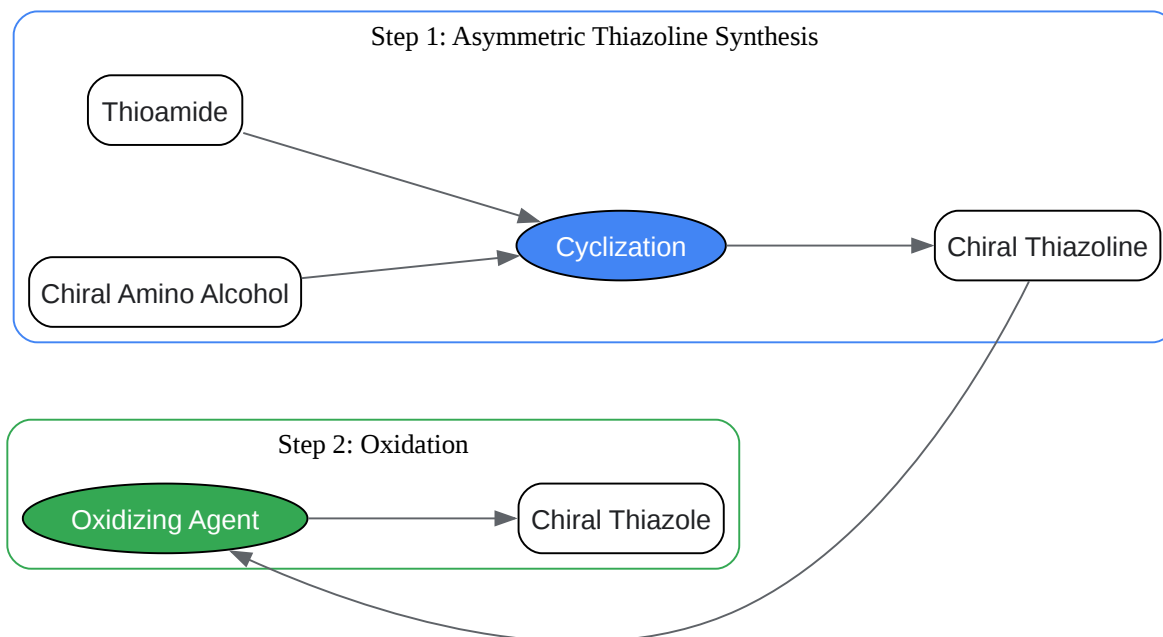 Step 1: Asymmetric Thiazoline Synthesis
Thioamide
Chiral Amino Alcohol
Cyclization
Chiral Thiazoline
Step 2: Oxidation
Oxidizing Agent
Chiral Thiazole